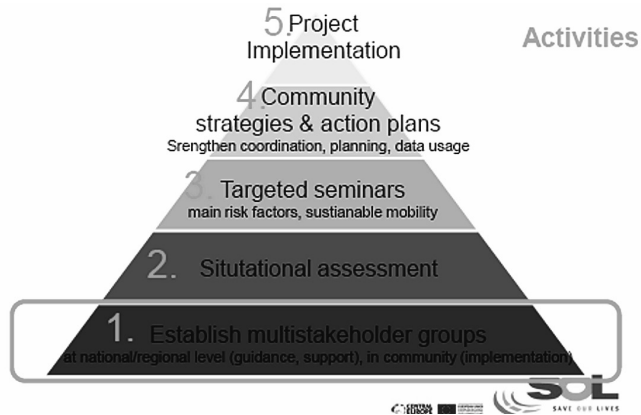 Activities
5. Project
Implementation
4. Community
strategies & action plans
Srengthen coordination, planning, data usage
3. Targeted seminars
main risk factors, sustianable mobility
2. Situtational assessment
1. Establish multistakeholder groups
at national/regional level (guidance, support), in community (implementation)
SOL
SAVE OUR LIVES
CENTRAL
EUROPE